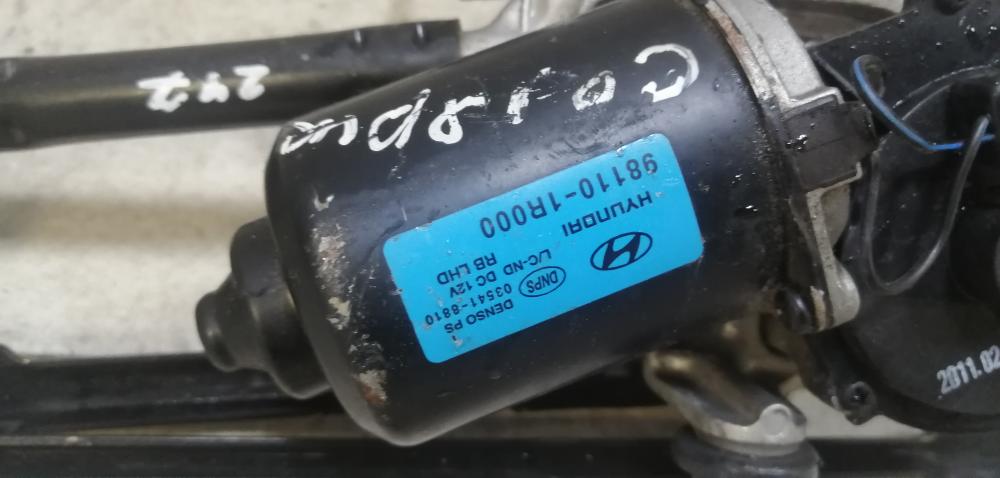 DENSO PS
DNPS 03541-8810
L/C-ND DC 12V
RB LHD
HYUNDAI
98110-1R000
2011.02